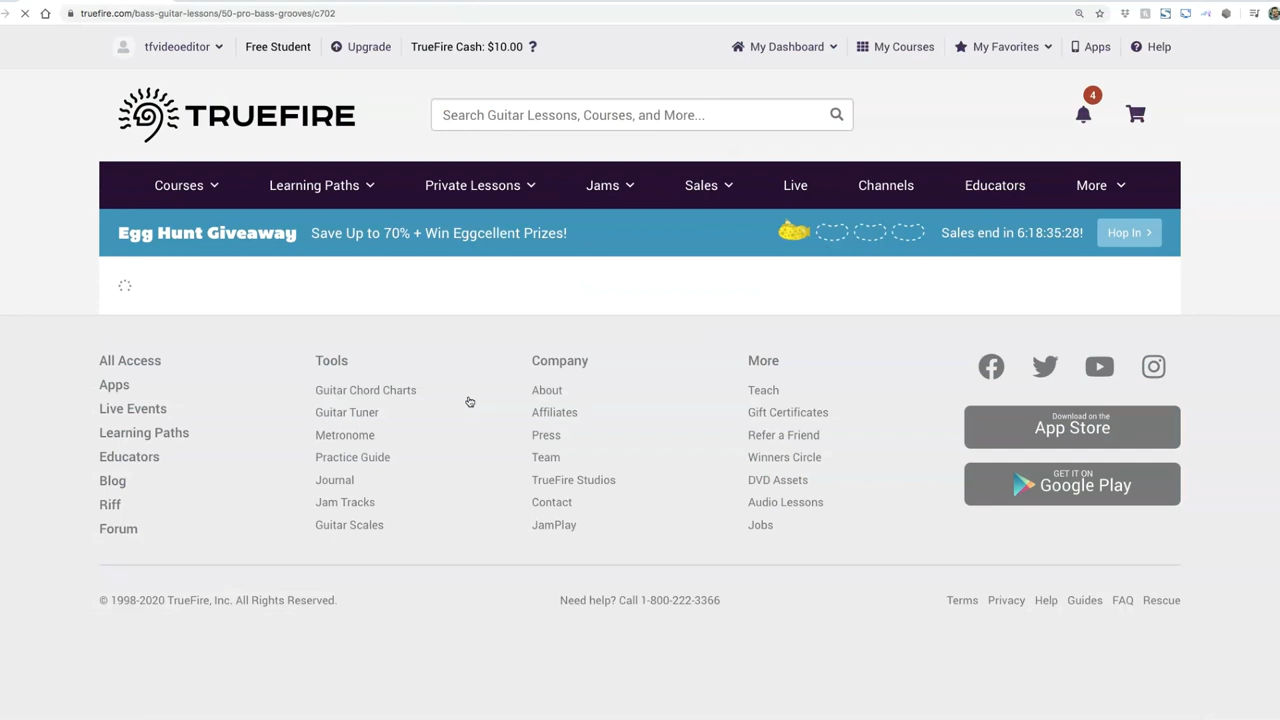 truefire.com/bass-guitar-lessons/50-pro-bass-grooves/c702
tfvideoeditor Free Student Upgrade TrueFire Cash: $10.00 ? My Dashboard My Courses My Favorites Apps Help
TRUEFIRE
Search Guitar Lessons, Courses, and More...
4
Courses Learning Paths Private Lessons Jams Sales Live Channels Educators More
Egg Hunt Giveaway Save Up to 70% + Win Eggcellent Prizes! Sales end in 6:18:35:28! Hop In >
All Access
Apps
Live Events
Learning Paths
Educators
Blog
Riff
Forum
Tools
Guitar Chord Charts
Guitar Tuner
Metronome
Practice Guide
Journal
Jam Tracks
Guitar Scales
Company
About
Affiliates
Press
Team
TrueFire Studios
Contact
JamPlay
More
Teach
Gift Certificates
Refer a Friend
Winners Circle
DVD Assets
Audio Lessons
Jobs
Download on the
App Store
GET IT ON
Google Play
© 1998-2020 TrueFire, Inc. All Rights Reserved. Need help? Call 1-800-222-3366 Terms Privacy Help Guides FAQ Rescue